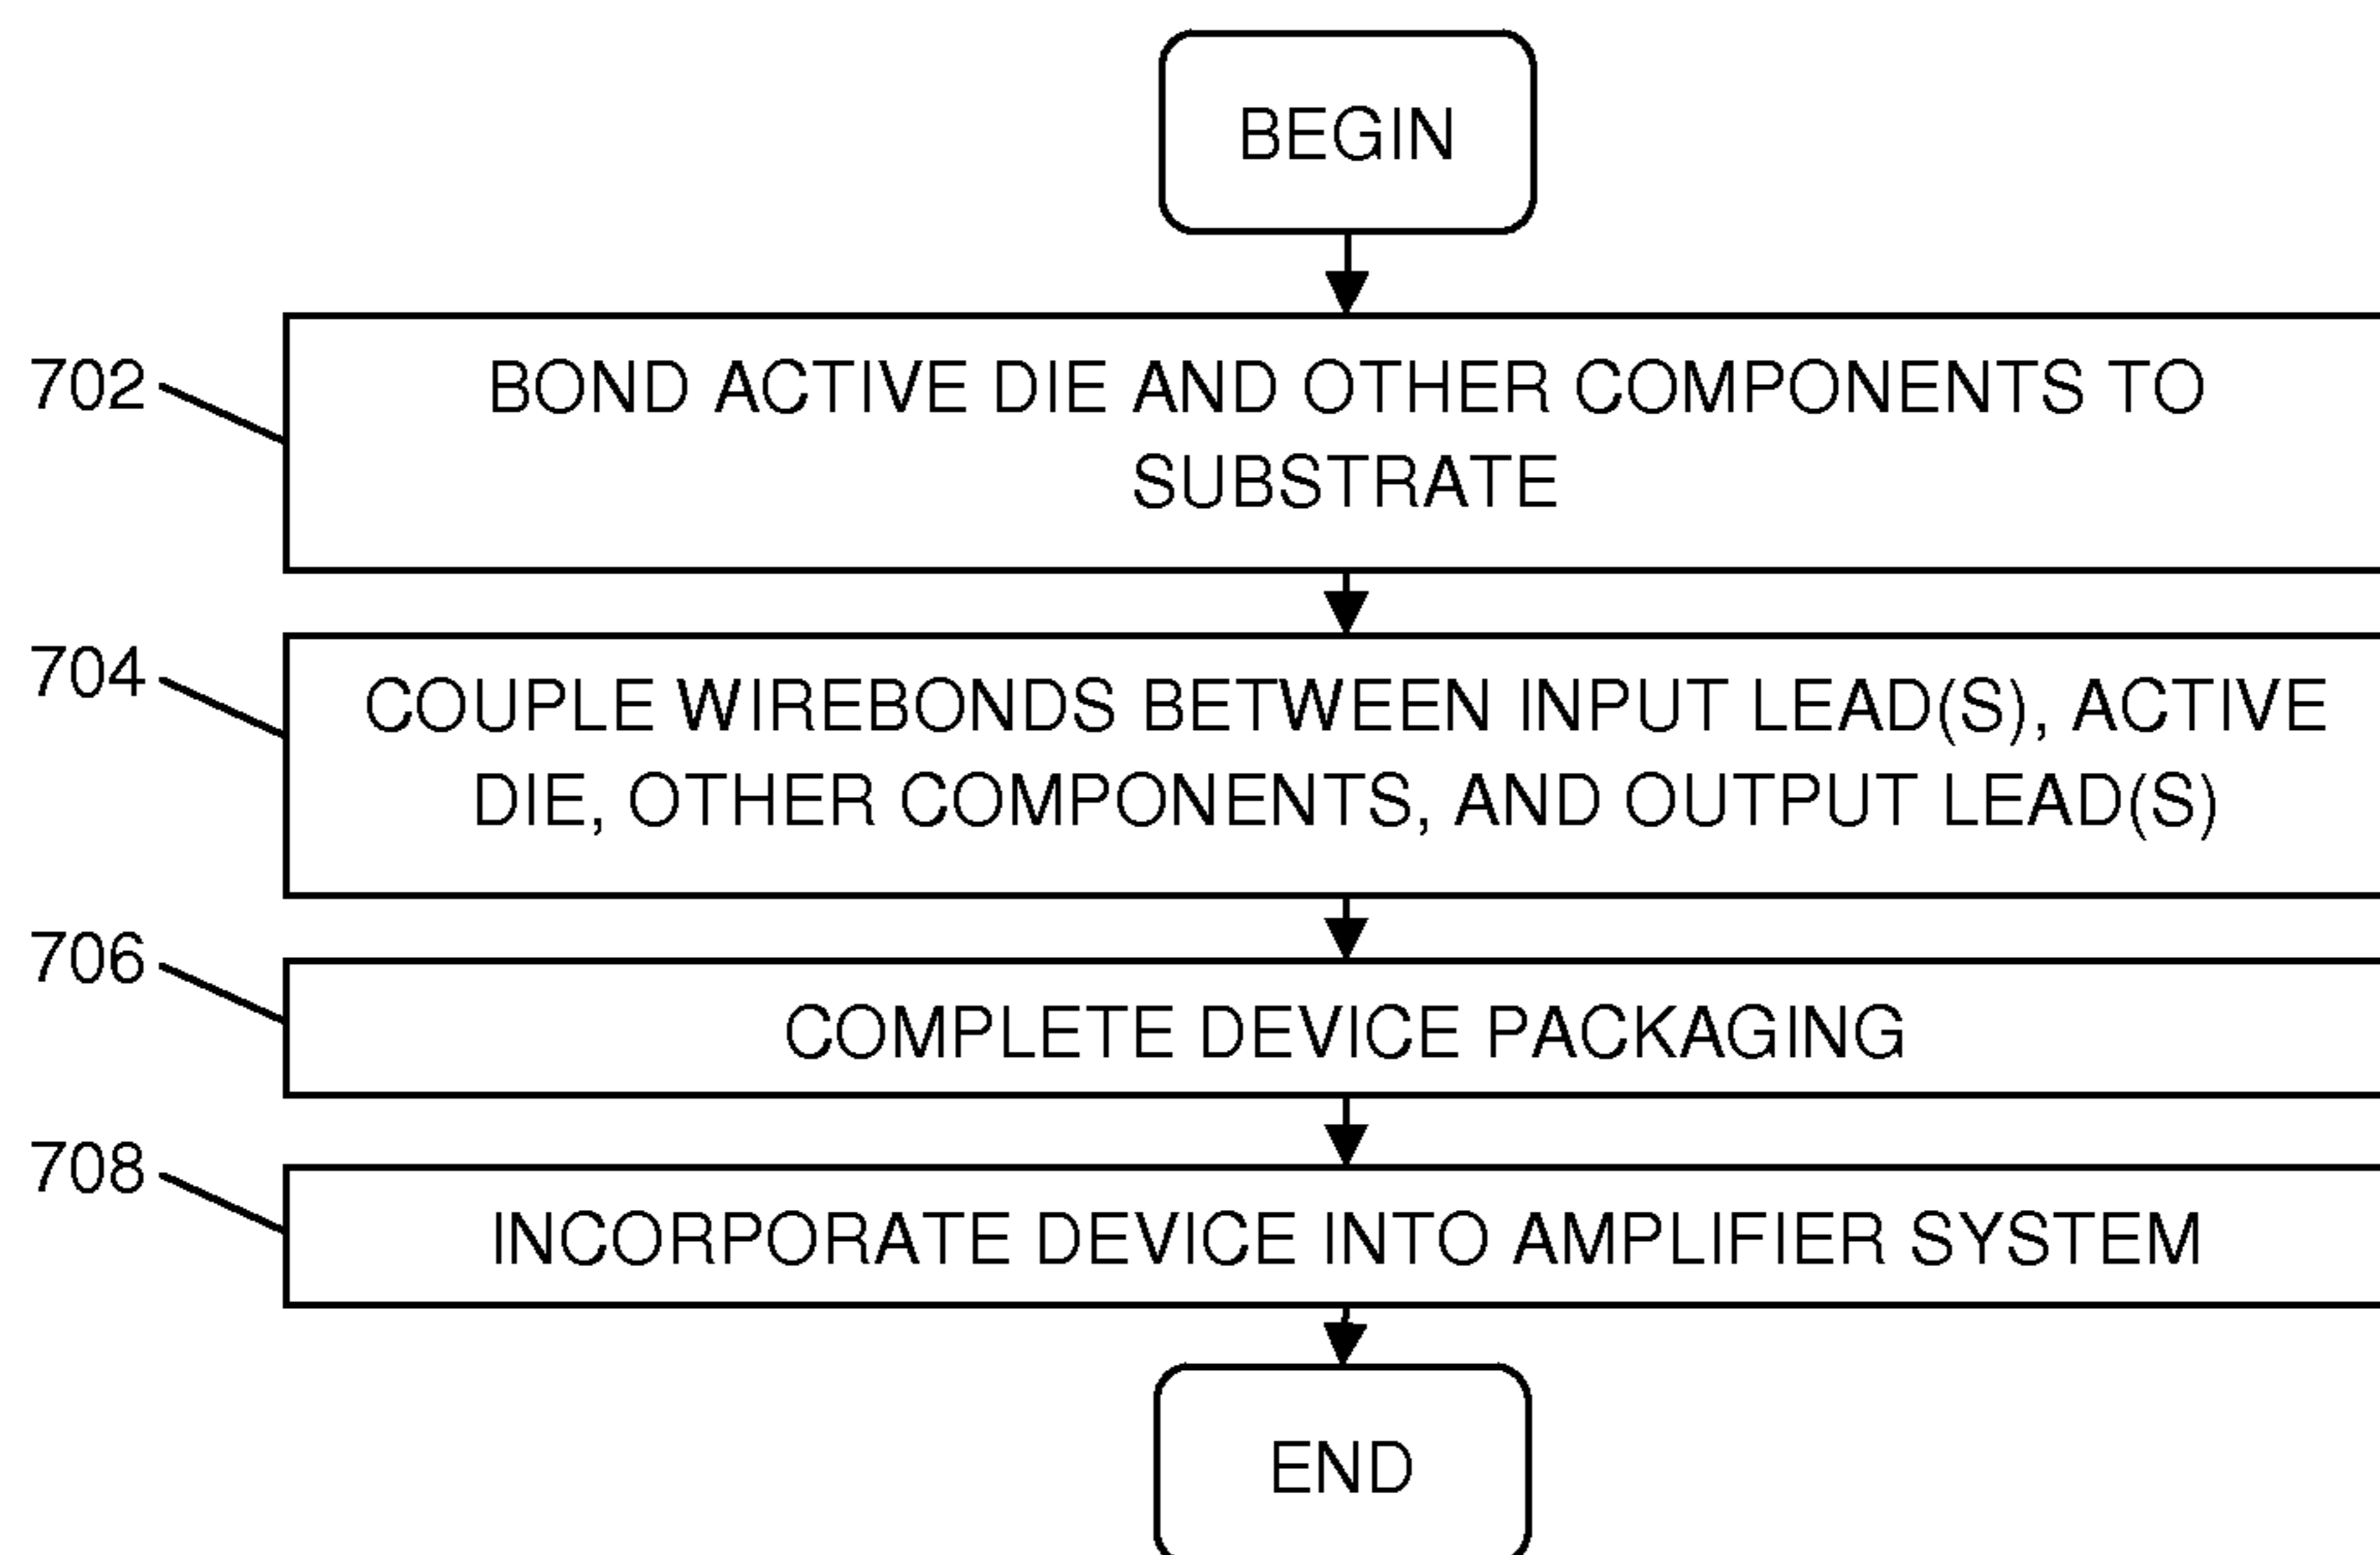 BEGIN
702
BOND ACTIVE DIE AND OTHER COMPONENTS TO
SUBSTRATE
704
COUPLE WIREBONDS BETWEEN INPUT LEAD(S), ACTIVE
DIE, OTHER COMPONENTS, AND OUTPUT LEAD(S)
706
COMPLETE DEVICE PACKAGING
708
INCORPORATE DEVICE INTO AMPLIFIER SYSTEM
END